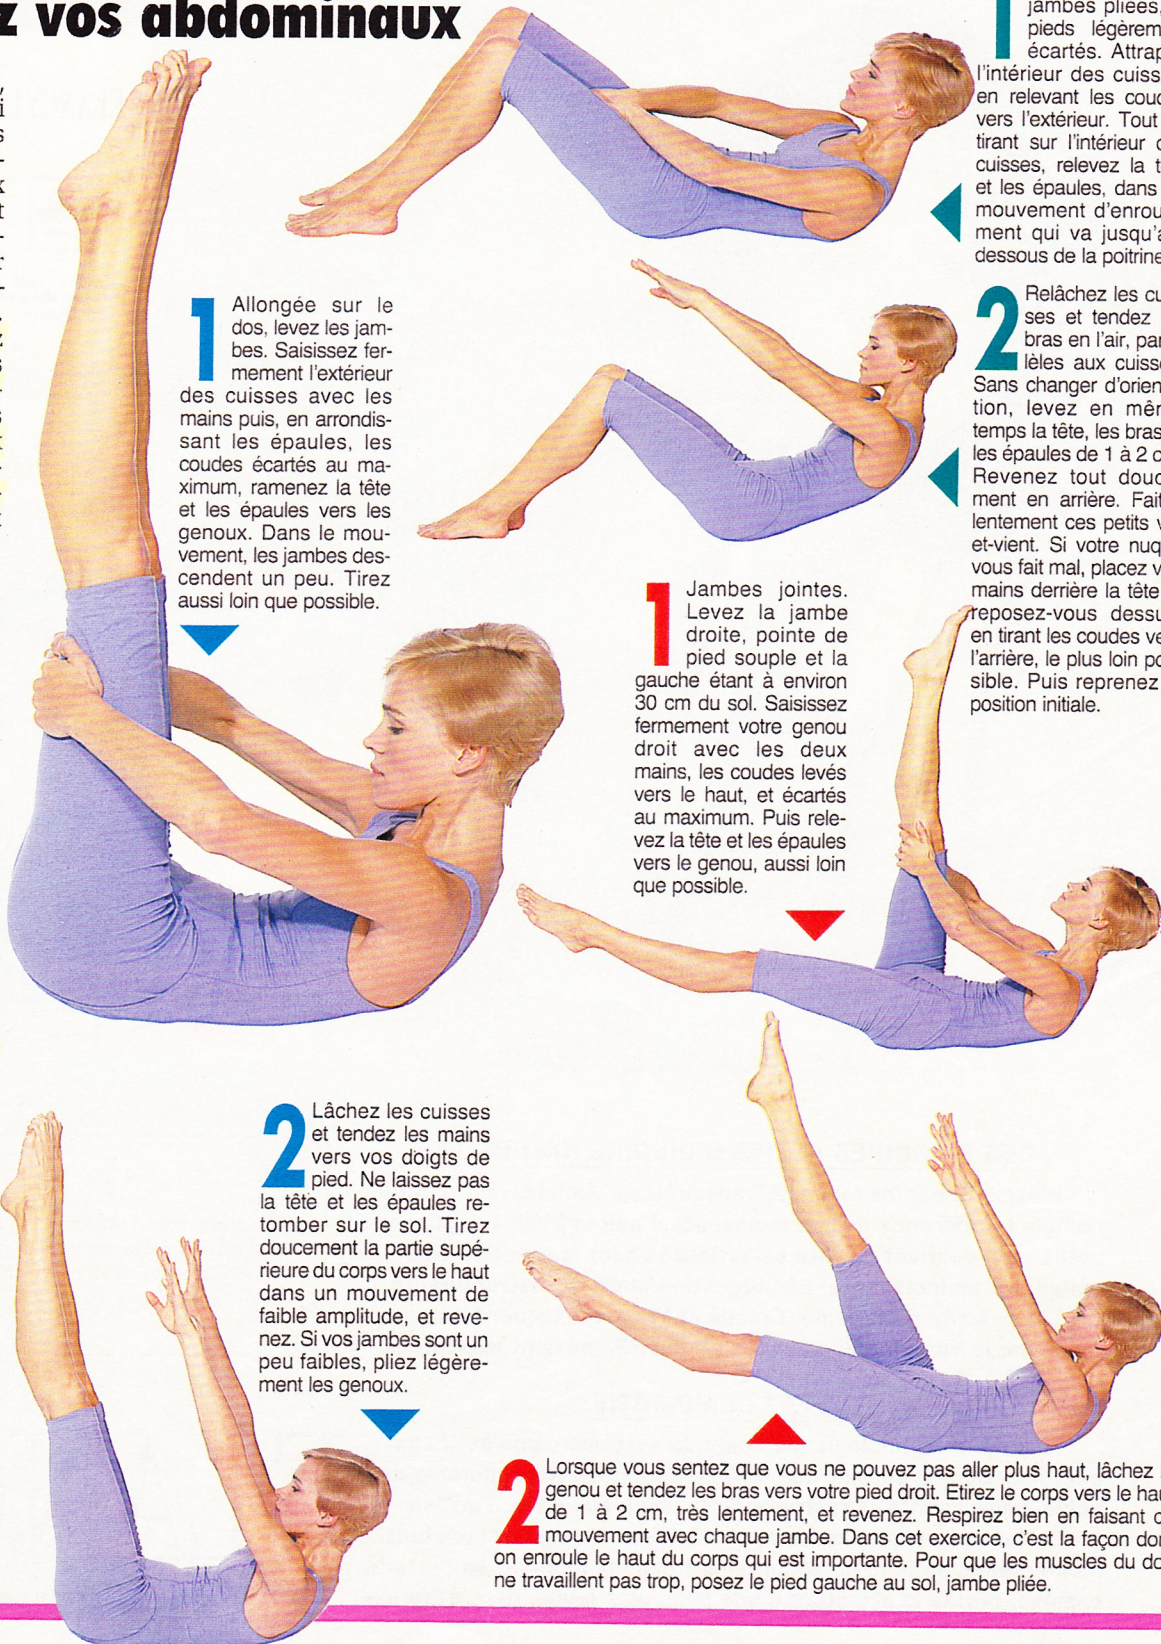 z vos abdominaux
1 Allongée sur le
dos, levez les jam-
bes. Saisissez fer-
mement l'extérieur
des cuisses avec les
mains puis, en arrondis-
sant les épaules, les
coudes écartés au ma-
ximum, ramenez la tête
et les épaules vers les
genoux. Dans le mou-
vement, les jambes des-
cendent un peu. Tirez
aussi loin que possible.
2 Lâchez les cuisses
et tendez les mains
vers vos doigts de
pied. Ne laissez pas
la tête et les épaules re-
tomber sur le sol. Tirez
doucement la partie supé-
rieure du corps vers le haut
dans un mouvement de
faible amplitude, et reve-
nez. Si vos jambes sont un
peu faibles, pliez légère-
ment les genoux.
1 jambes pliées,
pieds légèrem
écartés. Attrap
l'intérieur des cuiss
en relevant les coud
vers l'extérieur. Tout
tirant sur l'intérieur d
cuisses, relevez la t
et les épaules, dans
mouvement d'enrou
ment qui va jusqu'a
dessous de la poitrine
2 Relâchez les cu
ses et tendez
bras en l'air, par
lèles aux cuisse
Sans changer d'orien
tion, levez en mêm
temps la tête, les bras
les épaules de 1 à 2 c
Revenez tout douc
ment en arrière. Fait
lentement ces petits v
et-vient. Si votre nuq
vous fait mal, placez v
mains derrière la tête
reposez-vous dessu
en tirant les coudes ve
l'arrière, le plus loin po
sible. Puis reprenez
position initiale.
1 Jambes jointes.
Levez la jambe
droite, pointe de
pied souple et la
gauche étant à environ
30 cm du sol. Saisissez
fermement votre genou
droit avec les deux
mains, les coudes levés
vers le haut, et écartés
au maximum. Puis rele-
vez la tête et les épaules
vers le genou, aussi loin
que possible.
2 Lorsque vous sentez que vous ne pouvez pas aller plus haut, lâchez
genou et tendez les bras vers votre pied droit. Etirez le corps vers le hau
de 1 à 2 cm, très lentement, et revenez. Respirez bien en faisant c
mouvement avec chaque jambe. Dans cet exercice, c'est la façon don
on enroule le haut du corps qui est importante. Pour que les muscles du do
ne travaillent pas trop, posez le pied gauche au sol, jambe pliée.